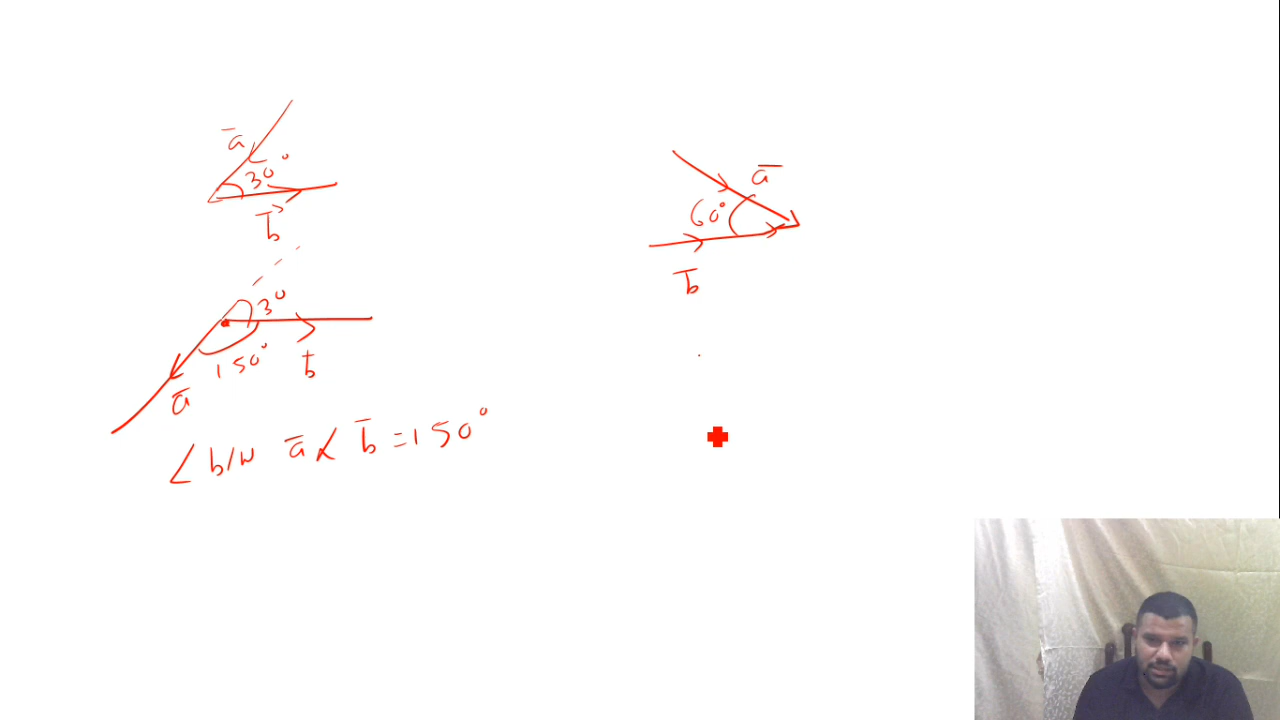 a̅
30°
b⃗
30
150°
b̅
a̅
∠ b/w a̅ & b̅ = 150°
a̅
60°
b̅